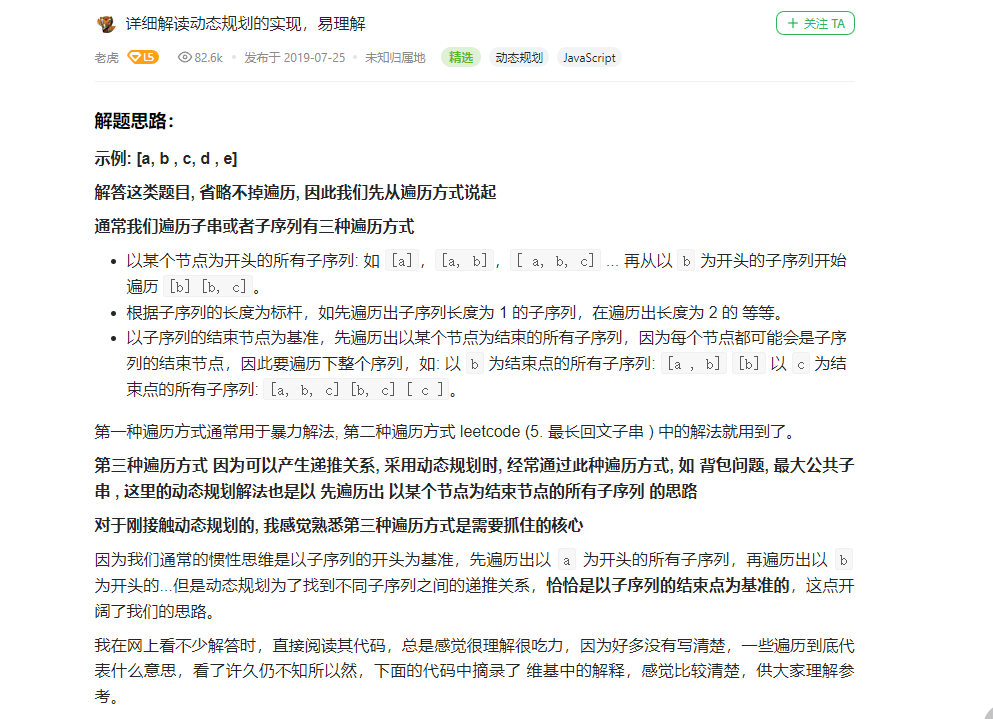 详细解读动态规划的实现，易理解
+ 关注 TA
老虎 L5 82.6k 发布于 2019-07-25 未知归属地 精选 动态规划 JavaScript
解题思路：
示例: [a, b , c, d , e]
解答这类题目, 省略不掉遍历, 因此我们先从遍历方式说起
通常我们遍历子串或者子序列有三种遍历方式
• 以某个节点为开头的所有子序列: 如 [a]，[a, b]，[ a, b, c] ... 再从以 b 为开头的子序列开始
遍历 [b] [b, c]。
• 根据子序列的长度为标杆，如先遍历出子序列长度为 1 的子序列，在遍历出长度为 2 的 等等。
• 以子序列的结束节点为基准，先遍历出以某个节点为结束的所有子序列，因为每个节点都可能会是子序
列的结束节点，因此要遍历下整个序列，如: 以 b 为结束点的所有子序列: [a , b] [b] 以 c 为结
束点的所有子序列: [a, b, c] [b, c] [ c ]。
第一种遍历方式通常用于暴力解法, 第二种遍历方式 leetcode (5. 最长回文子串 ) 中的解法就用到了。
第三种遍历方式 因为可以产生递推关系, 采用动态规划时, 经常通过此种遍历方式, 如 背包问题, 最大公共子
串 , 这里的动态规划解法也是以 先遍历出 以某个节点为结束节点的所有子序列 的思路
对于刚接触动态规划的, 我感觉熟悉第三种遍历方式是需要抓住的核心
因为我们通常的惯性思维是以子序列的开头为基准，先遍历出以 a 为开头的所有子序列，再遍历出以 b
为开头的...但是动态规划为了找到不同子序列之间的递推关系，恰恰是以子序列的结束点为基准的，这点开
阔了我们的思路。
我在网上看不少解答时，直接阅读其代码，总是感觉很理解很吃力，因为好多没有写清楚，一些遍历到底代
表什么意思，看了许久仍不知所以然，下面的代码中摘录了 维基中的解释，感觉比较清楚，供大家理解参
考。